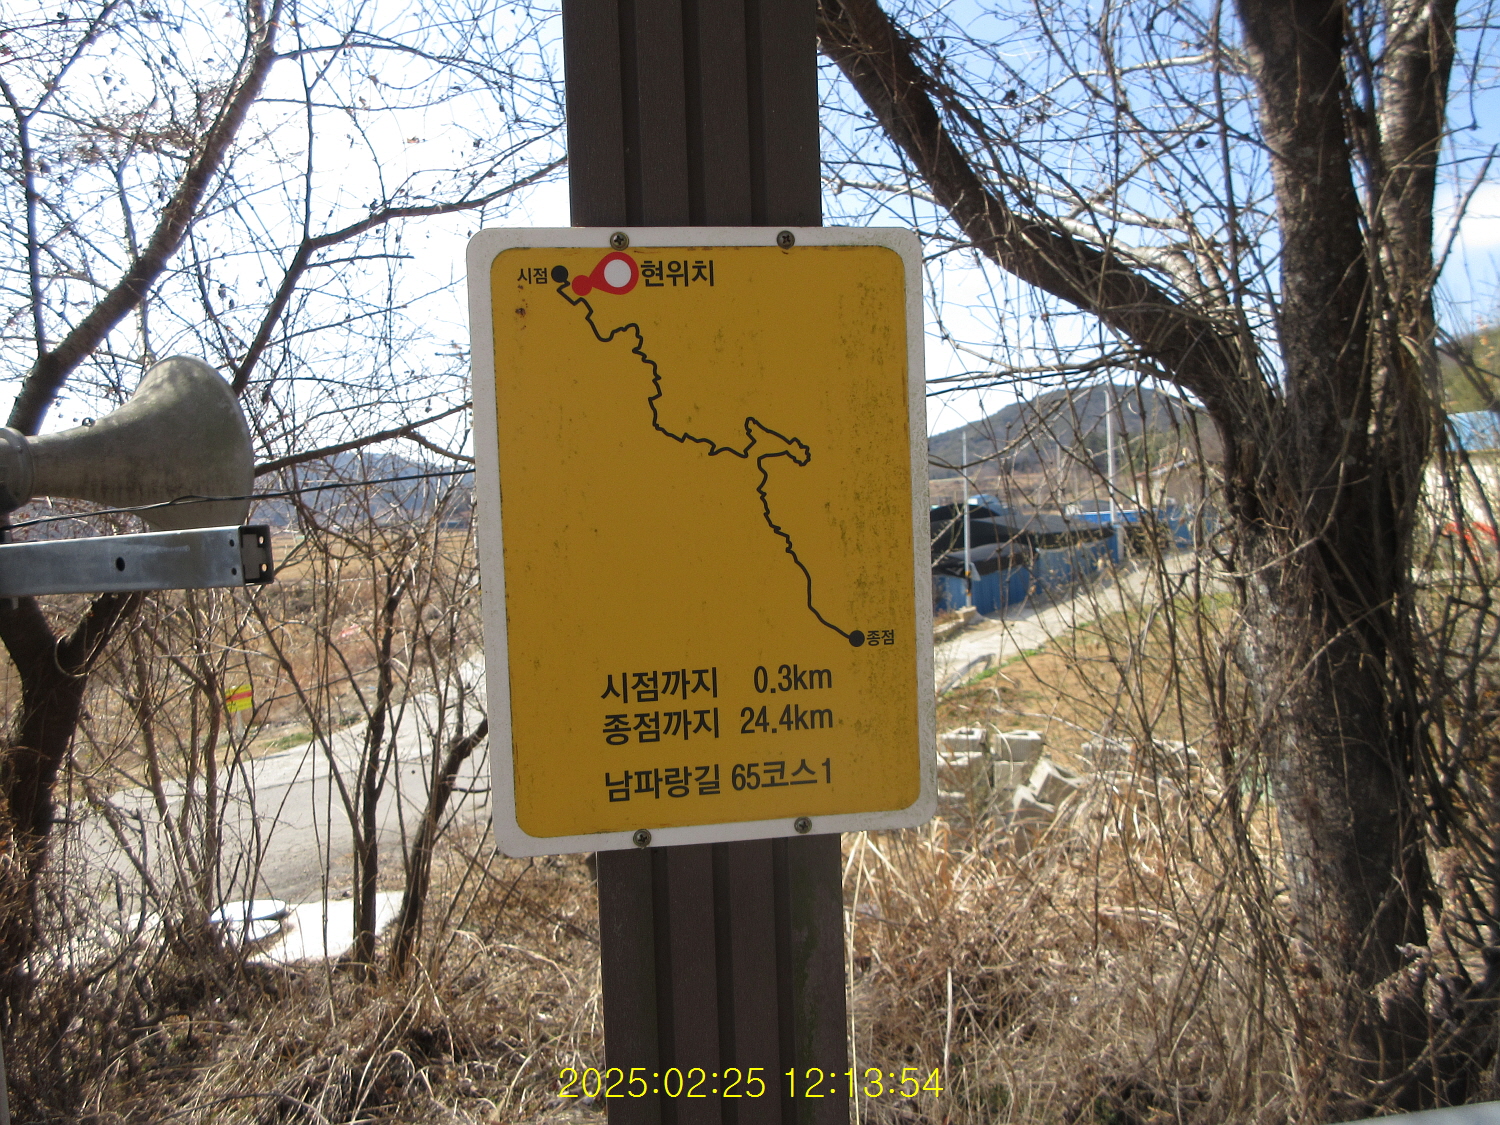 시점 현위치
종점
시점까지 0.3km
종점까지 24.4km
남파랑길 65코스1
2025:02:25 12:13:54